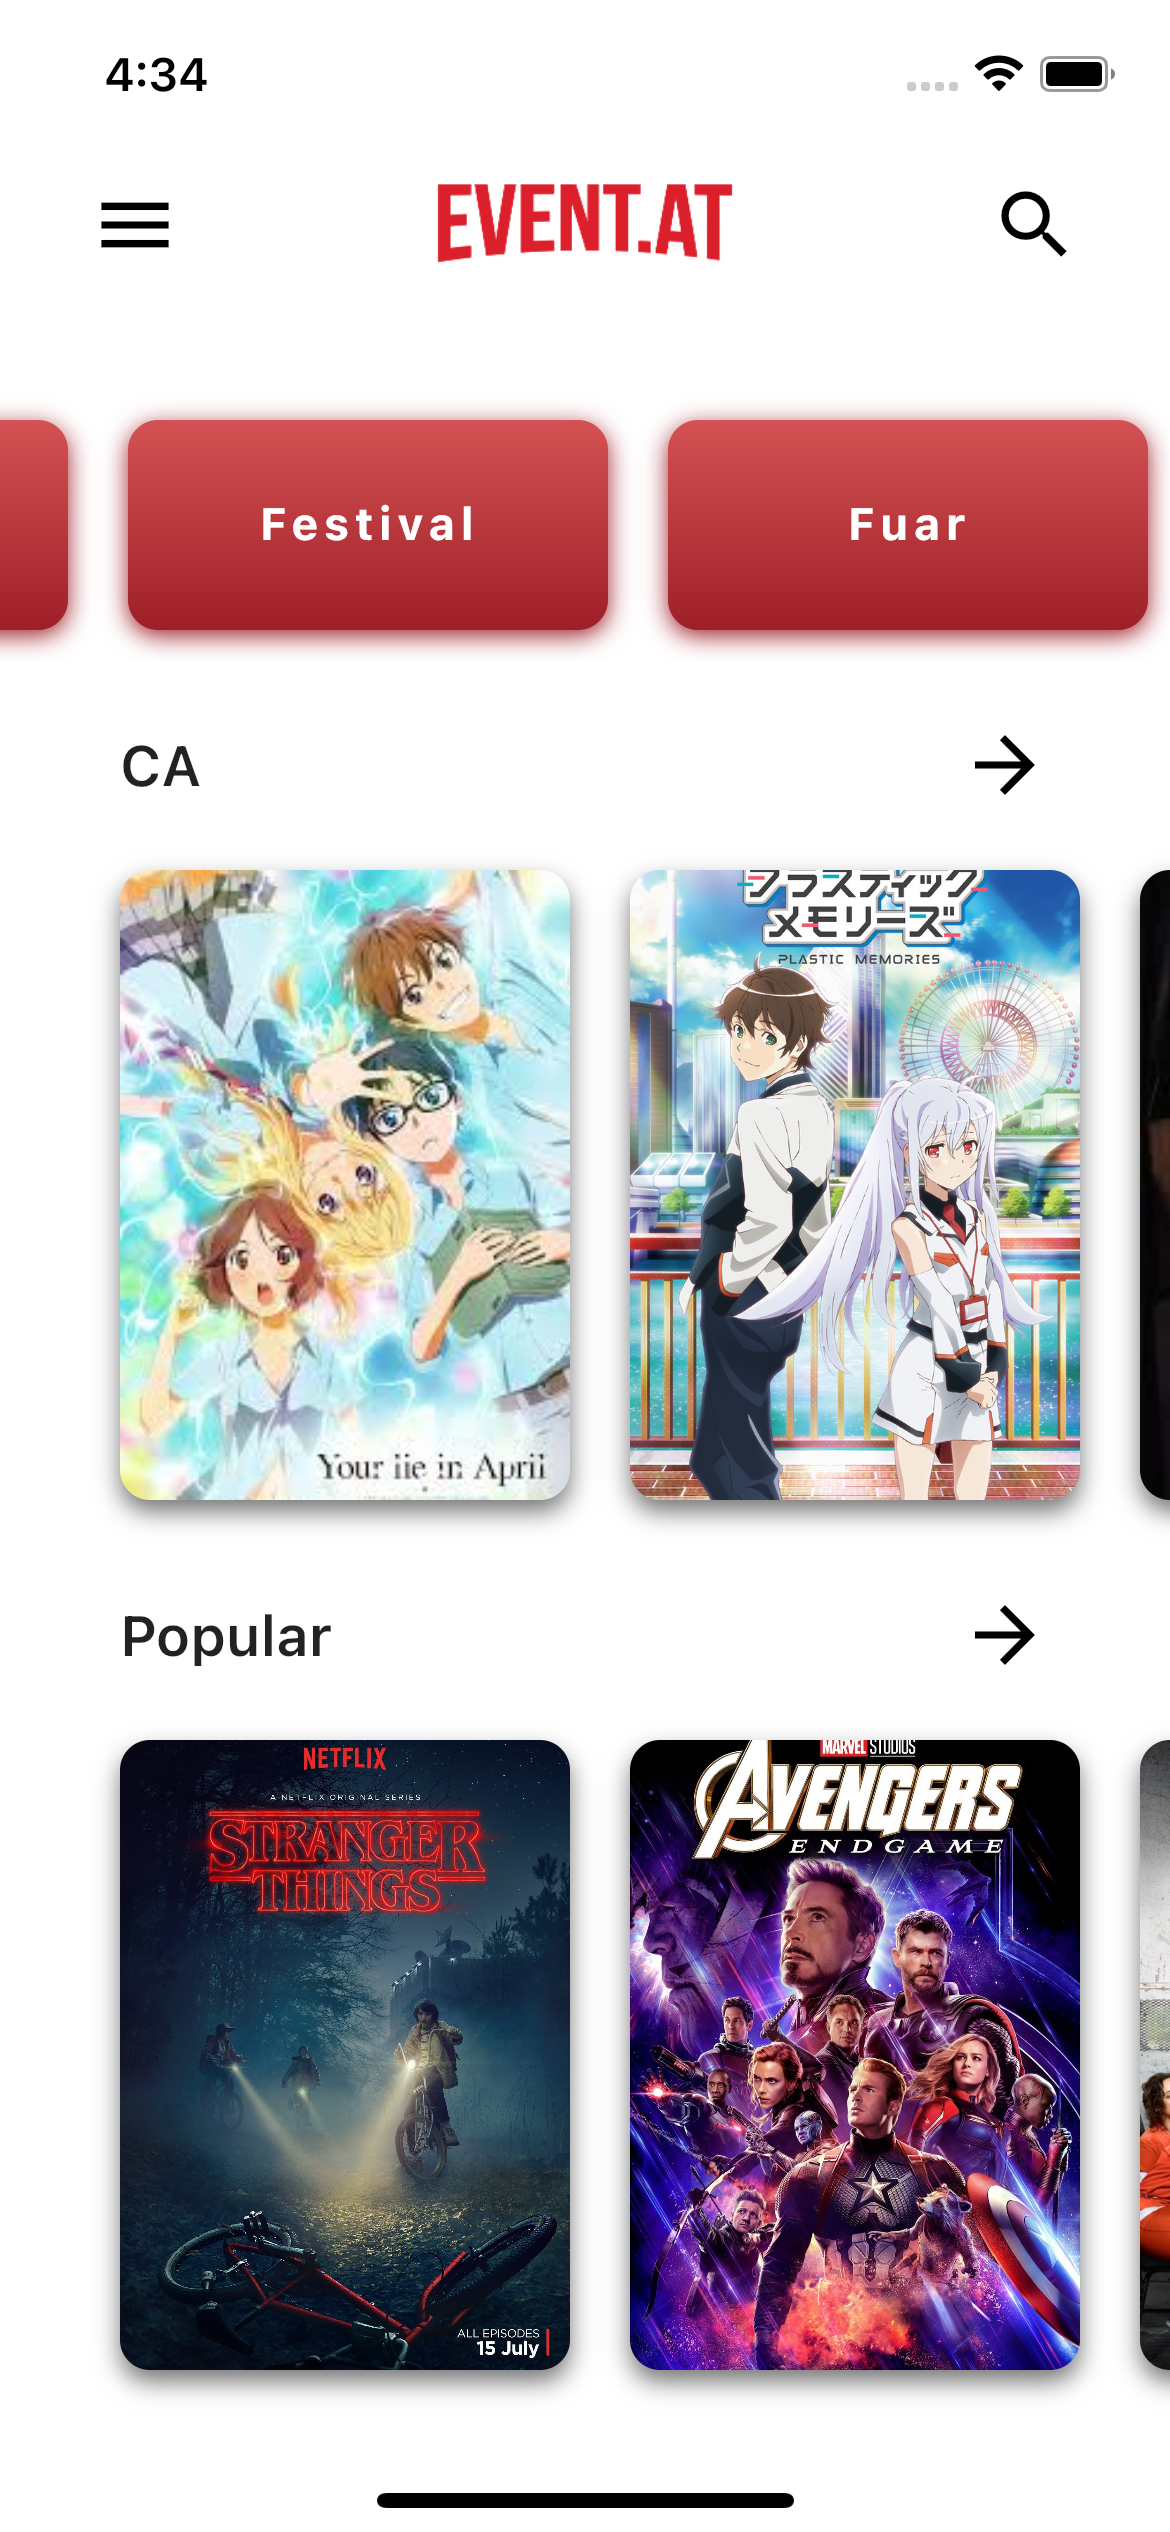 4:34
EVENT.AT
Festival
Fuar
CA
プラスティック
メモリーズ
PLASTIC MEMORIES
Your lie in April
Popular
NETFLIX
A NETFLIX ORIGINAL SERIES
STRANGER
THINGS
ALL EPISODES
15 July
MARVEL STUDIOS
AVENGERS
ENDGAME